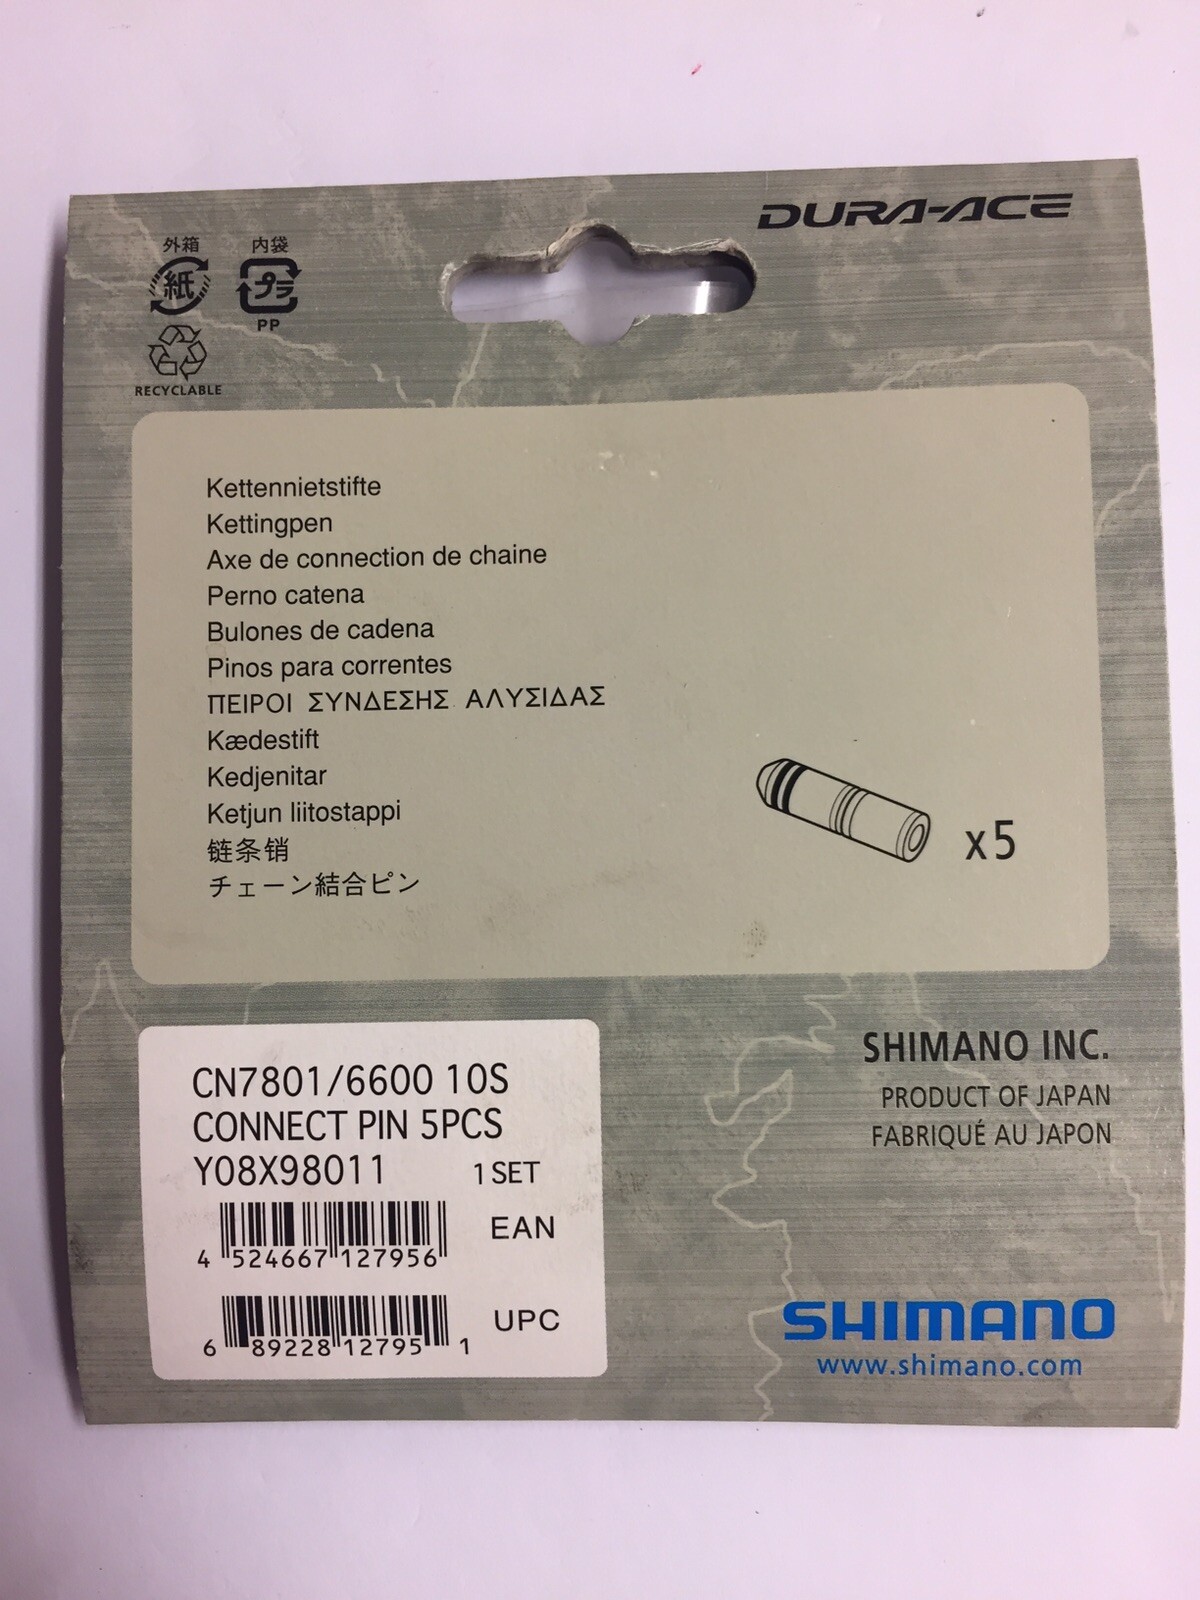 DURA-ACE
外箱
内袋
紙
プラ
PP
RECYCLABLE
Kettennietstifte
Kettingpen
Axe de connection de chaine
Perno catena
Bulones de cadena
Pinos para correntes
ΠΕΙΡΟΙ ΣΥΝΔΕΣΗΣ ΑΛΥΣΙΔΑΣ
Kædestift
Kedjenitar
Ketjun liitostappi
链条销
チェーン結合ピン
x5
CN7801/6600 10S
CONNECT PIN 5PCS
Y08X98011 1 SET
EAN
4 524667 127956
UPC
6 89228 12795 1
SHIMANO INC.
PRODUCT OF JAPAN
FABRIQUÉ AU JAPON
SHIMANO
www.shimano.com